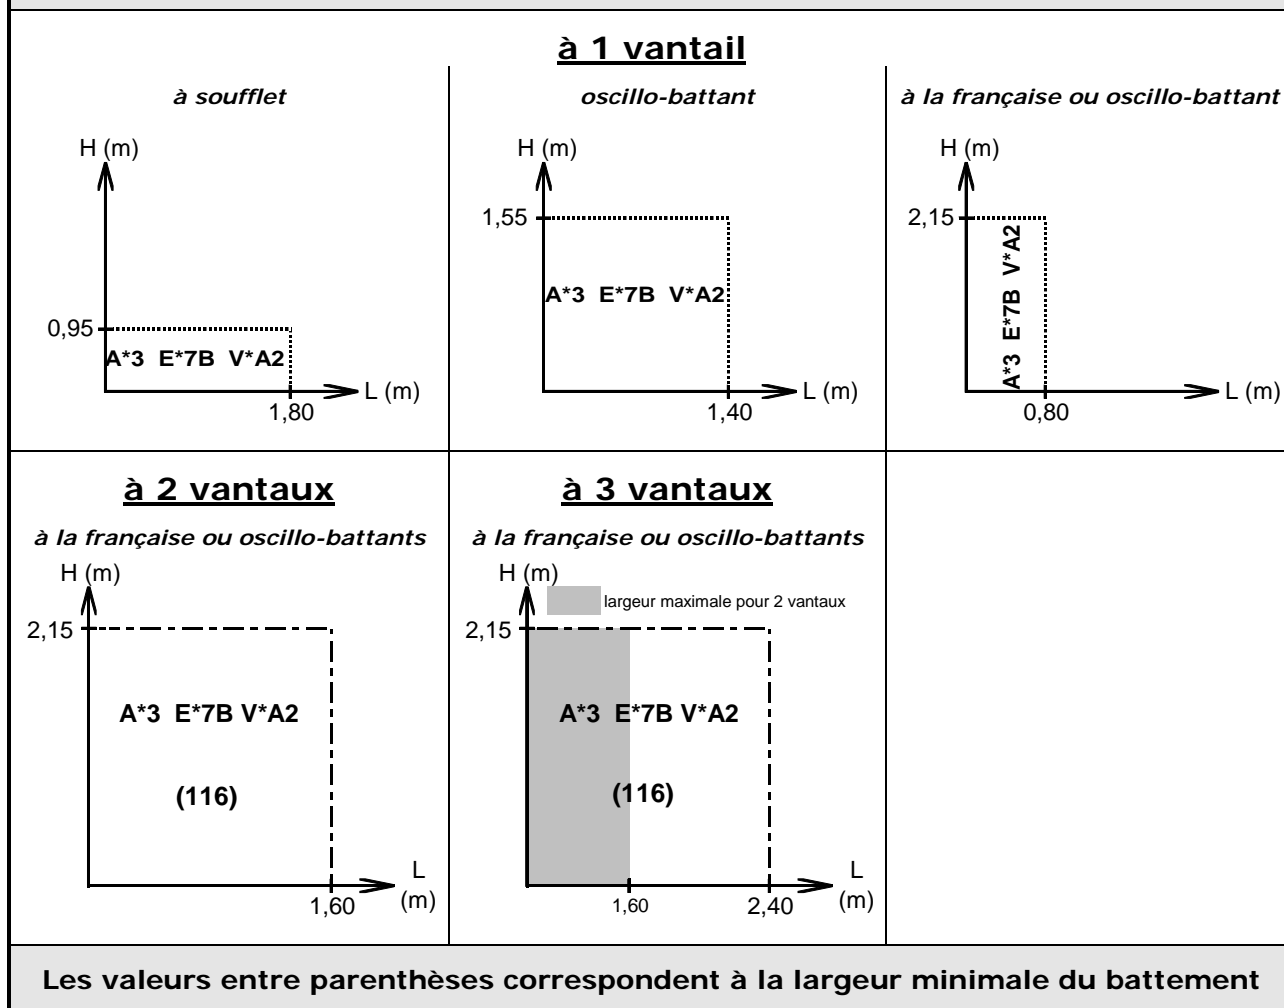 à 1 vantail
à soufflet
H (m)
0,95
A*3 E*7B V*A2
L (m)
1,80
oscillo-battant
H (m)
1,55
A*3 E*7B V*A2
L (m)
1,40
à la française ou oscillo-battant
H (m)
2,15
A*3 E*7B V*A2
L (m)
0,80
à 2 vantaux
à la française ou oscillo-battants
H (m)
2,15
A*3 E*7B V*A2
(116)
L
(m)
1,60
à 3 vantaux
à la française ou oscillo-battants
H (m)
largeur maximale pour 2 vantaux
2,15
A*3 E*7B V*A2
(116)
L
(m)
1,60
2,40
Les valeurs entre parenthèses correspondent à la largeur minimale du battement